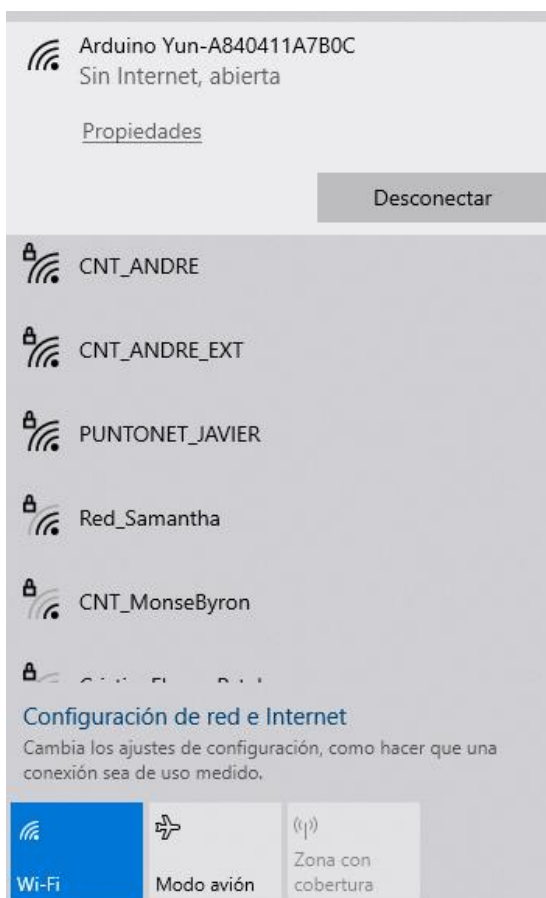 Arduino Yun-A840411A7B0C
Sin Internet, abierta
Propiedades
Desconectar
CNT_ANDRE
CNT_ANDRE_EXT
PUNTONET_JAVIER
Red_Samantha
CNT_MonseByron
Configuración de red e Internet
Cambia los ajustes de configuración, como hacer que una
conexión sea de uso medido.
Wi-Fi
Modo avión
Zona con
cobertura